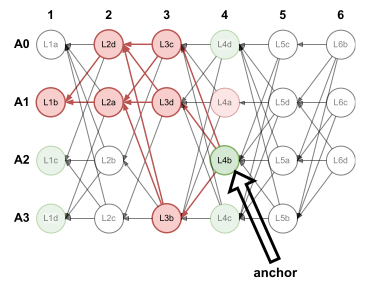 1 2 3 4 5 6
A0 L1a L2d L3c L4d L5c L6b
A1 L1b L2a L3d L4a L5d L6c
A2 L1c L2b L4b L5a L6d
A3 L1d L2c L3b L4c L5b
anchor